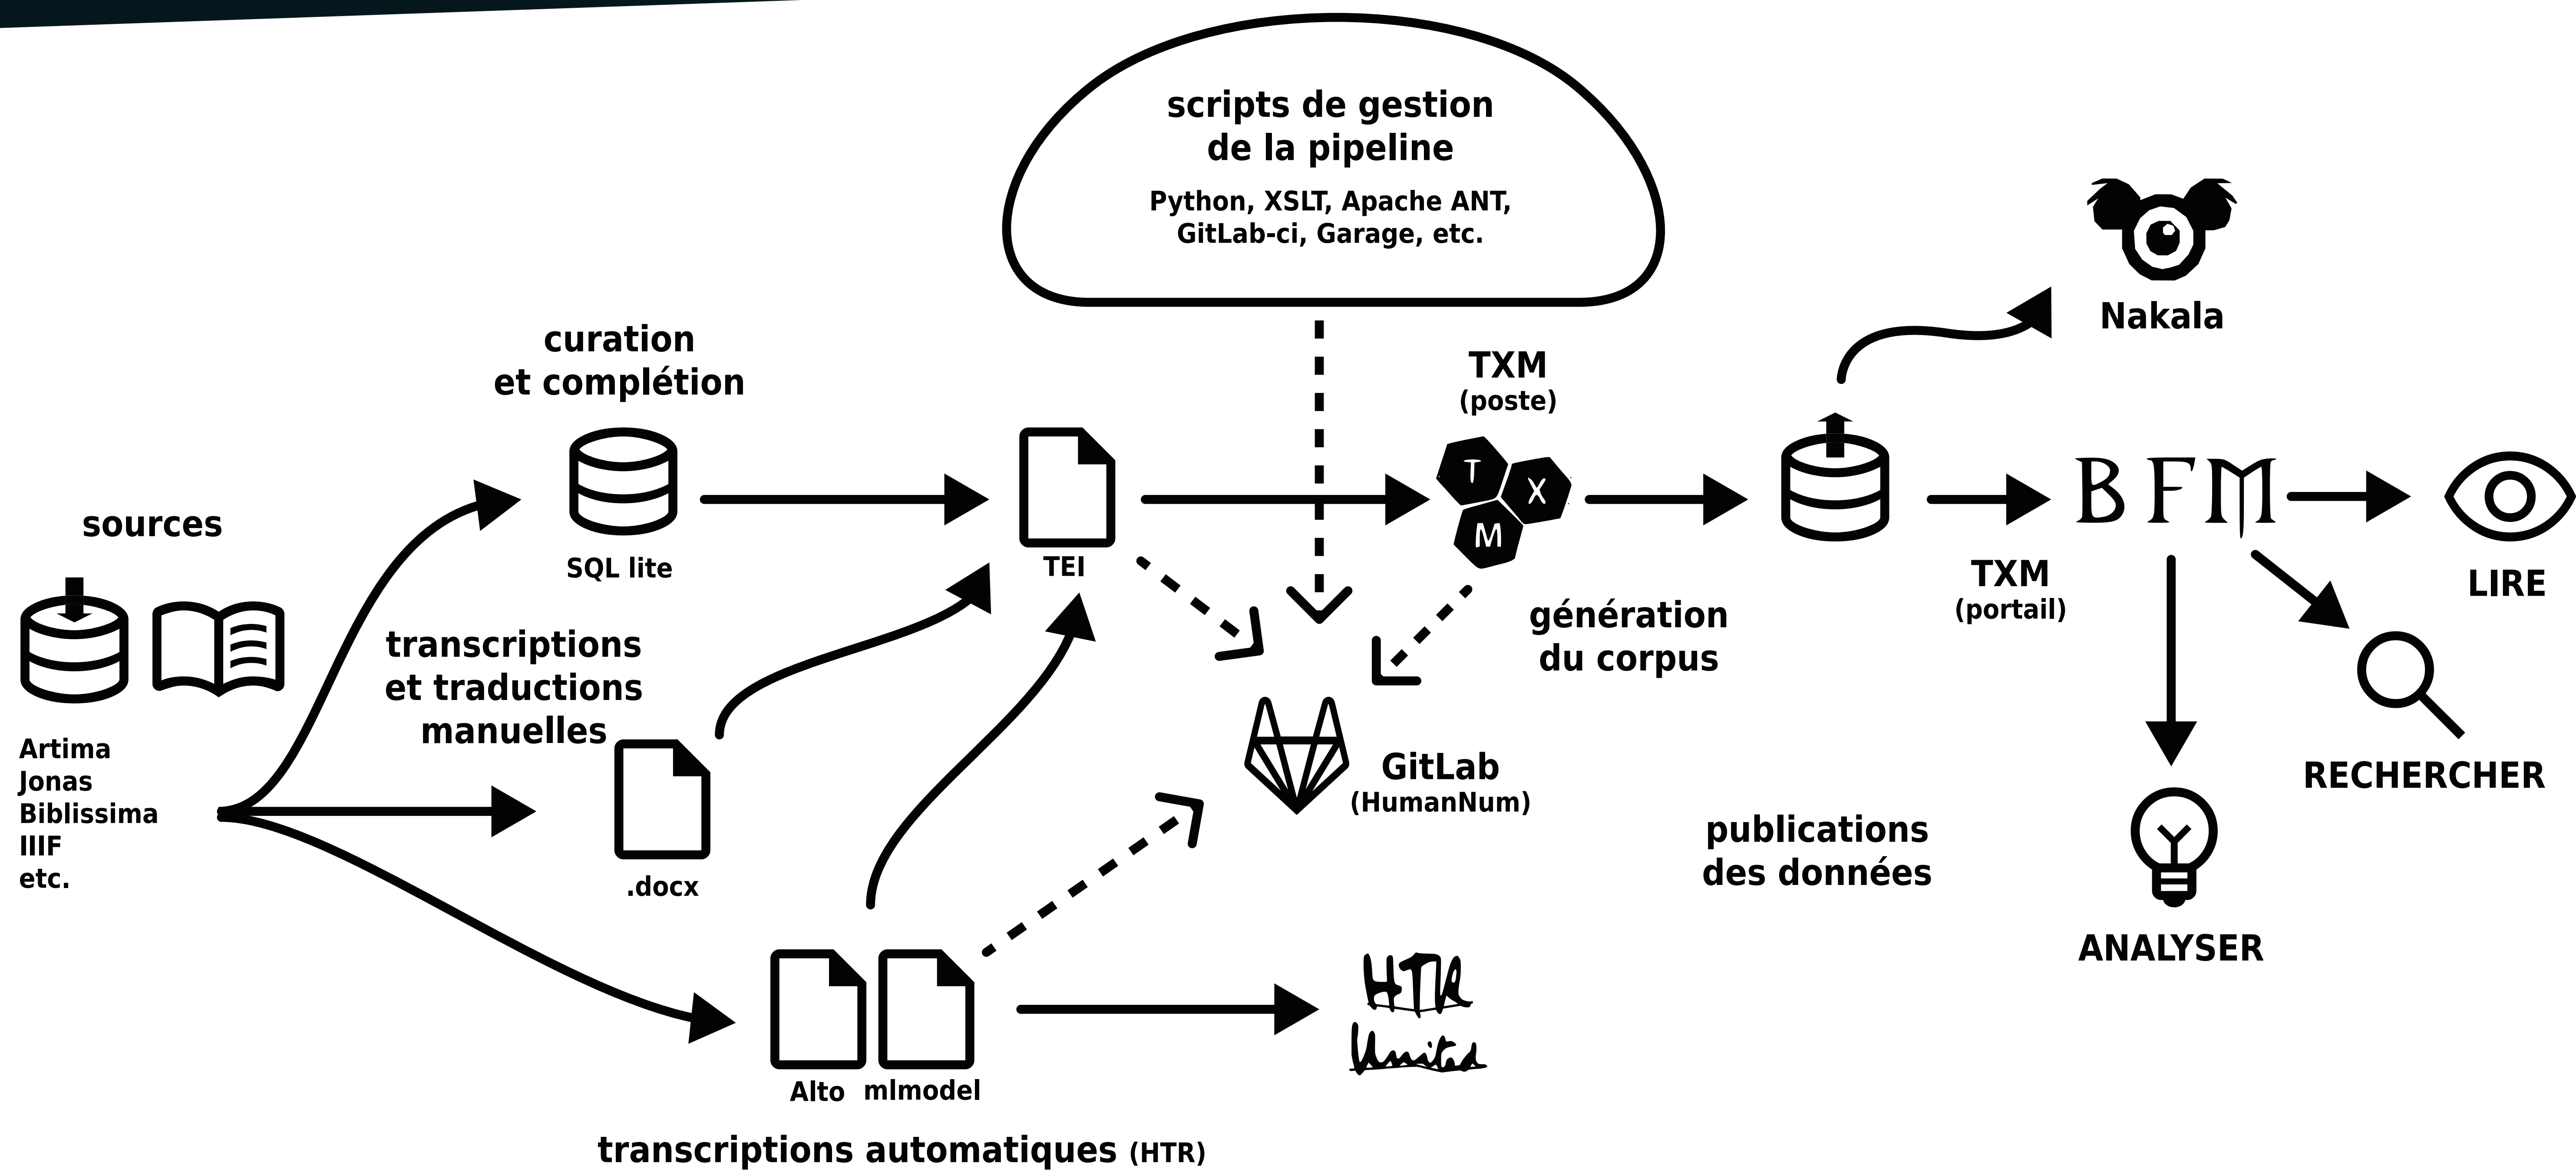 scripts de gestion
de la pipeline
Python, XSLT, Apache ANT,
GitLab-ci, Garage, etc.
Nakala
curation
et complétion
SQL lite
TEI
TXM
(poste)
T
X
M
TXM
(portail)
BFM
LIRE
sources
Artima
Jonas
Biblissima
IIIF
etc.
transcriptions
et traductions
manuelles
.docx
génération
du corpus
GitLab
(HumanNum)
RECHERCHER
publications
des données
ANALYSER
HTR
United
Alto mlmodel
transcriptions automatiques (HTR)